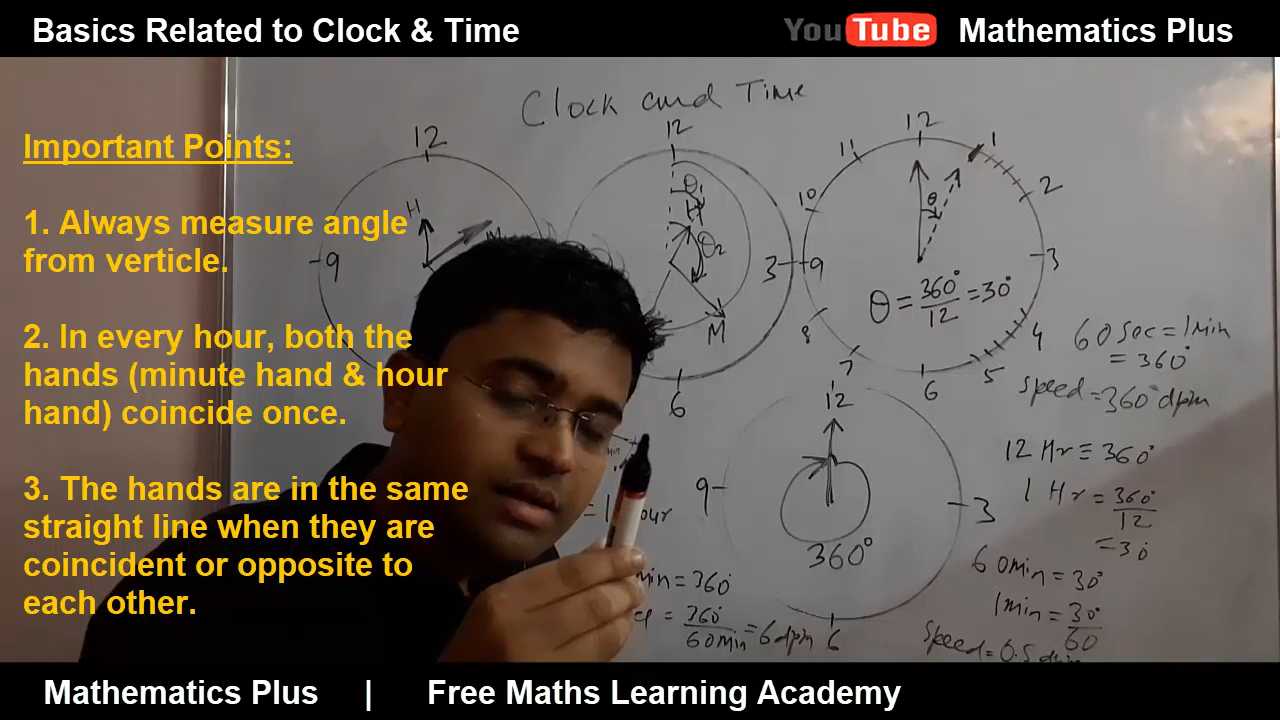 Basics Related to Clock & Time
YouTube Mathematics Plus
Important Points:
1. Always measure angle
from verticle.
2. In every hour, both the
hands (minute hand & hour
hand) coincide once.
3. The hands are in the same
straight line when they are
coincident or opposite to
each other.
Clock and Time
12
H
9
12
θ1
H
θ2
3
M
6
12
1
2
3
4
5
6
7
8
9
10
11
θ
θ = 360°/12 = 30°
60 sec = 1 min
= 360°
speed = 360° dpm
12
3
6
9
360°
12 Hr ≡ 360°
1 Hr = 360°/12
= 30°
60 min = 30°
1 min = 30°/60
speed = 0.5
= 1 hour
min = 360°
= 360°/60 min = 6 dpm
Mathematics Plus | Free Maths Learning Academy